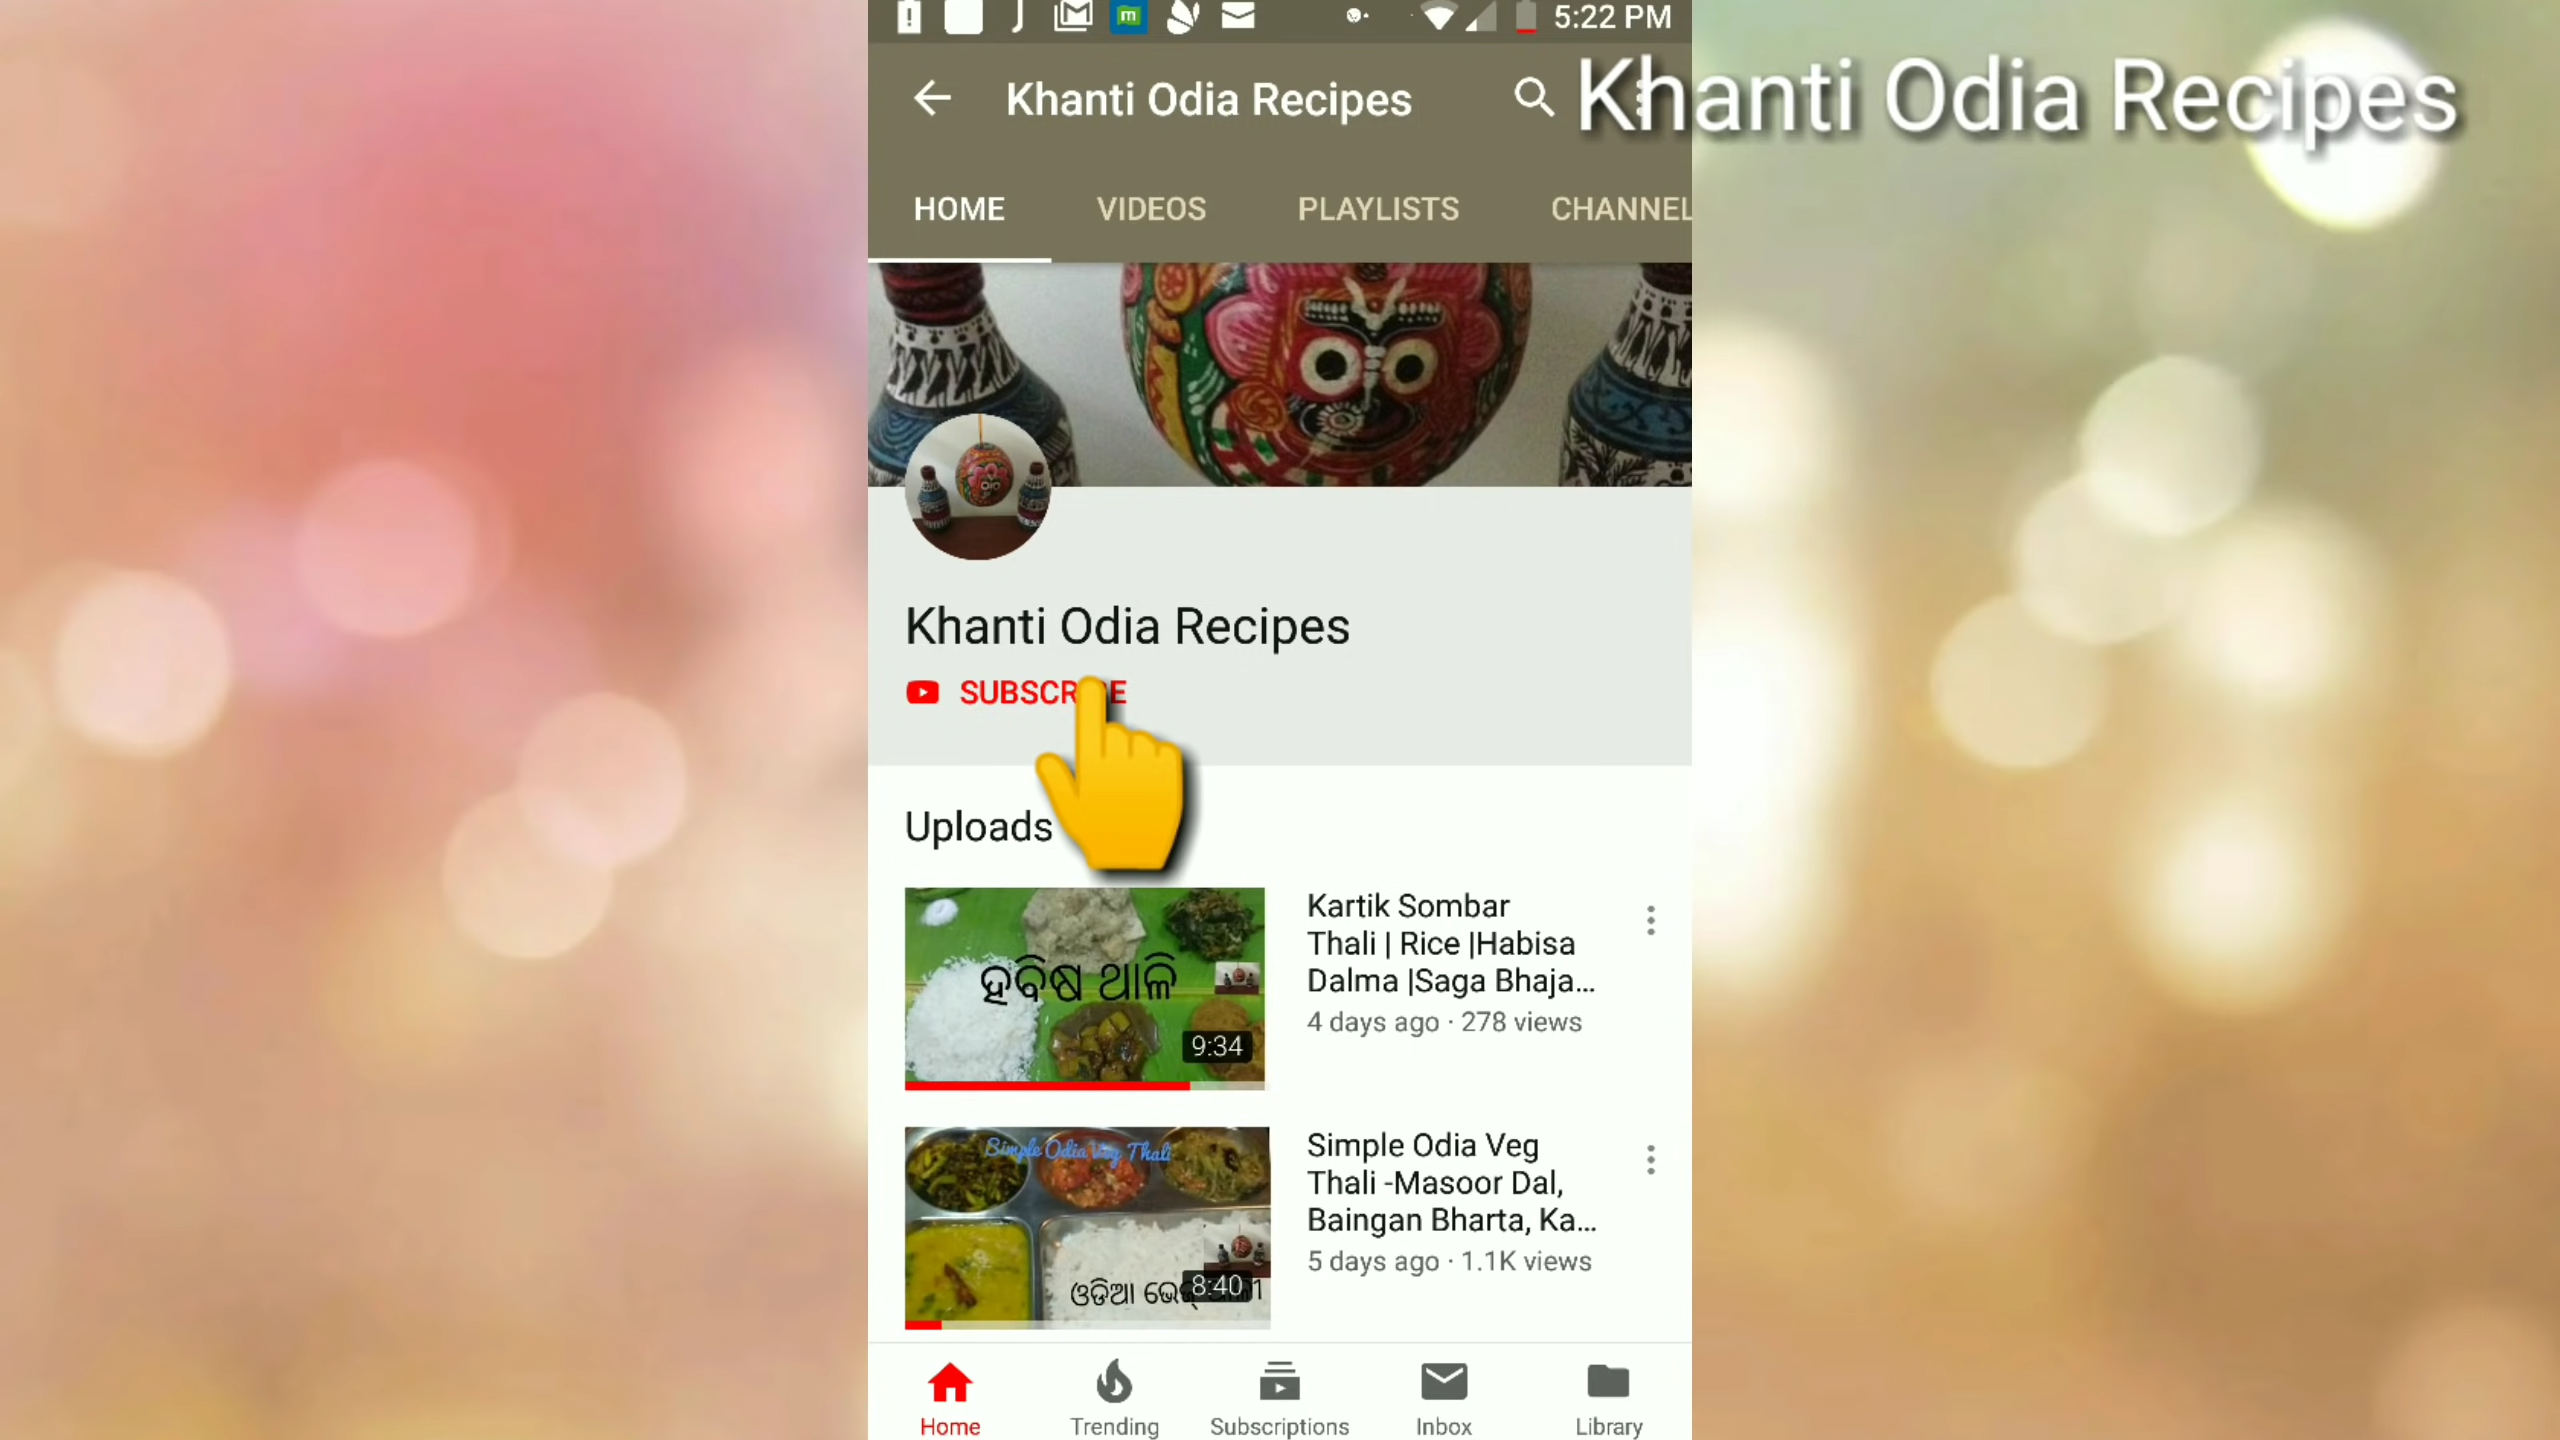 5:22 PM
Khanti Odia Recipes
Khanti Odia Recipes
HOME VIDEOS PLAYLISTS CHANNEL
Khanti Odia Recipes
Uploads
ହବିଷ ଥାଳି
9:34
Kartik Sombar
Thali | Rice |Habisa
Dalma |Saga Bhaja...
4 days ago · 278 views
Simple Odia Veg Thali
ଓଡିଆ
8:40
Simple Odia Veg
Thali -Masoor Dal,
Baingan Bharta, Ka...
5 days ago · 1.1K views
Home Trending Subscriptions Inbox Library